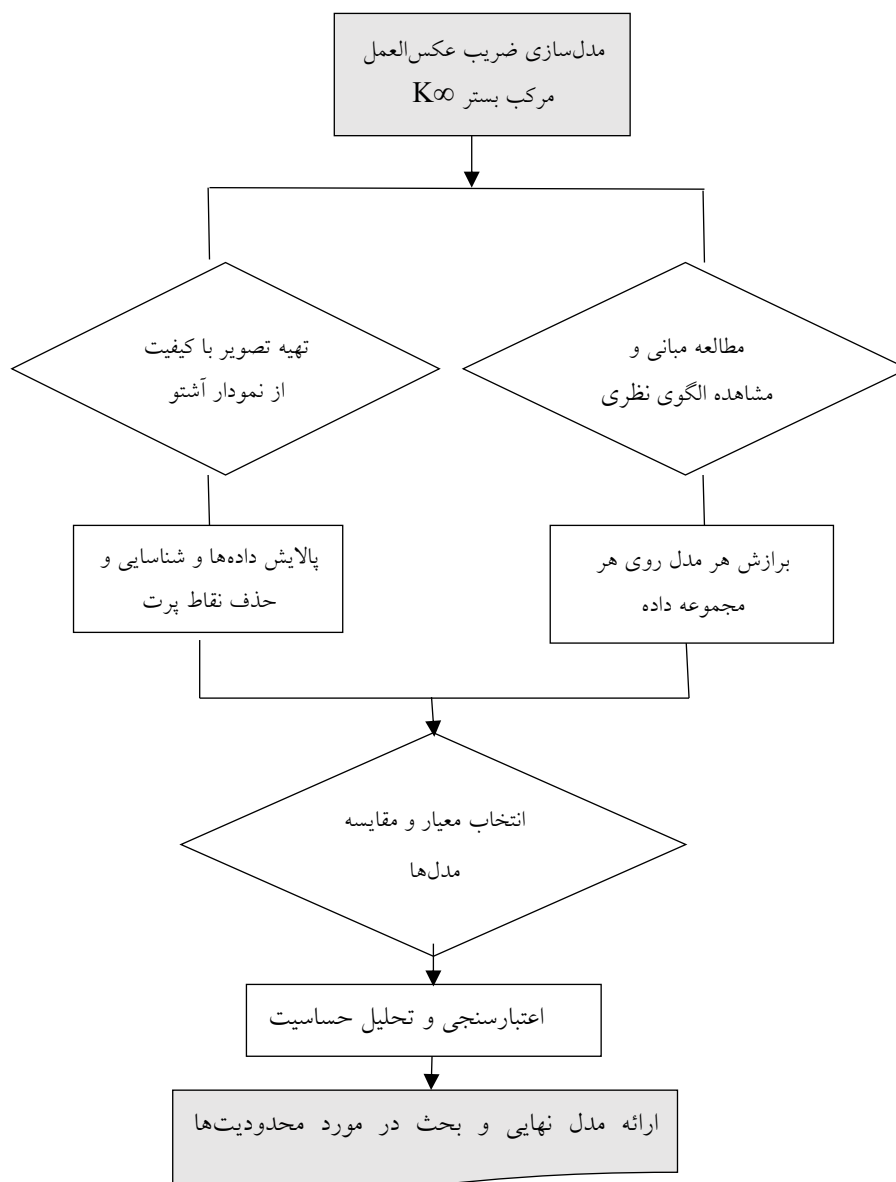 مدل‌سازی ضریب عکس‌العمل
مرکب بستر K∞
مطالعه مبانی و
مشاهده الگوی نظری
تهیه تصویر با کیفیت
از نمودار آشتو
برازش هر مدل روی هر
مجموعه داده
پالایش داده‌ها و شناسایی و
حذف نقاط پرت
انتخاب معیار و مقایسه
مدل‌ها
اعتبارسنجی و تحلیل حساسیت
ارائه مدل نهایی و بحث در مورد محدودیت‌ها